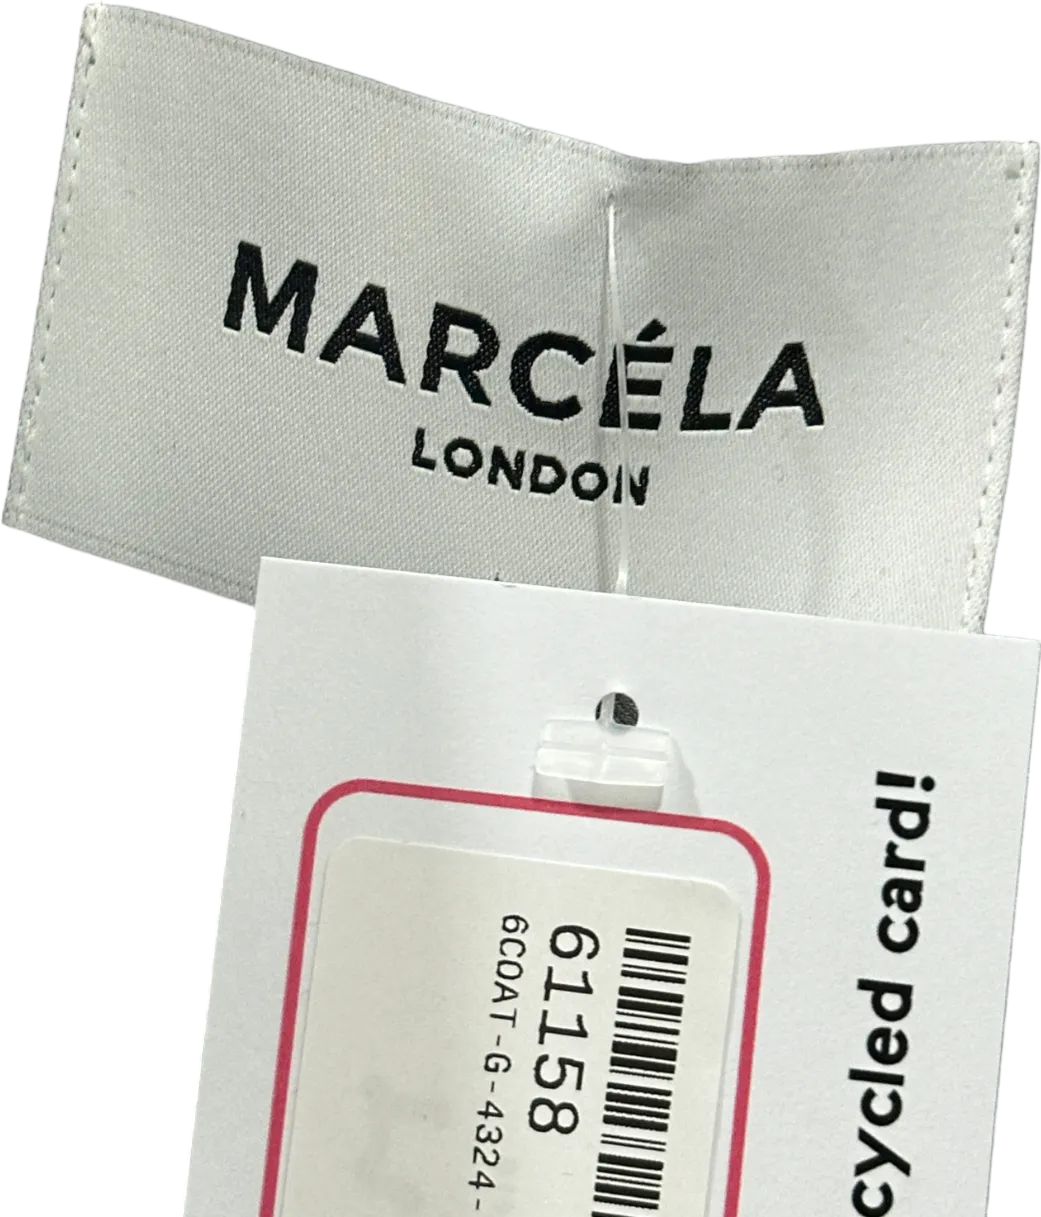 MARCÉLA
LONDON
61158
6COAT-G-4324-
cycled card!